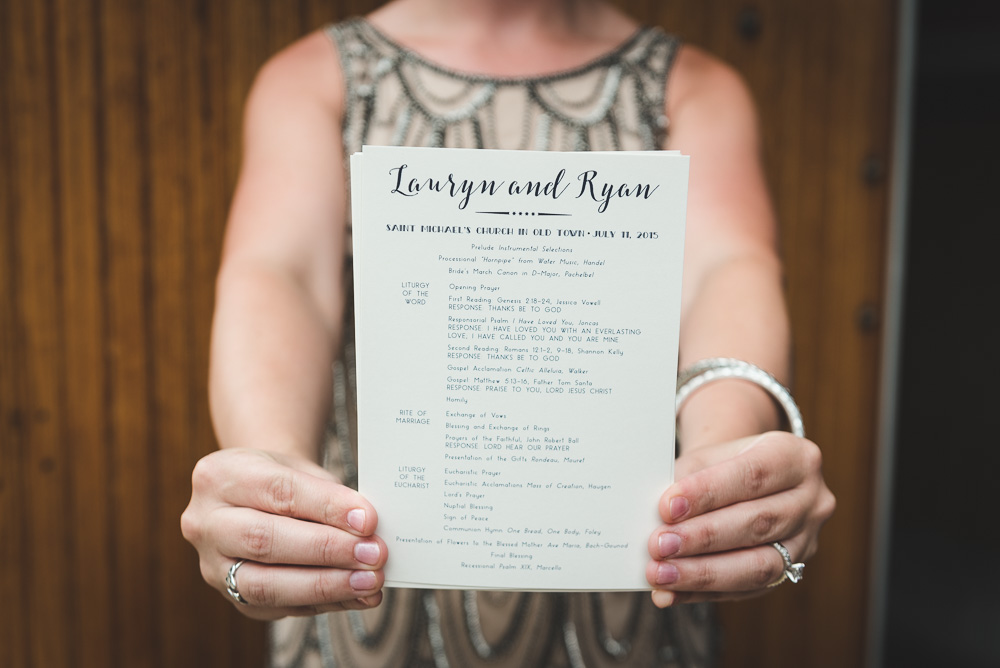 Lauryn and Ryan
SAINT MICHAEL'S CHURCH IN OLD TOWN • JULY 11, 2015
Prelude Instrumental Selections
Processional "Hornpipe" from Water Music, Handel
Bride's March Canon in D-Major, Pachelbel
LITURGY OF THE WORD
Opening Prayer
First Reading Genesis 2:18-24, Jessica Vowell
RESPONSE: THANKS BE TO GOD
Responsorial Psalm I Have Loved You, Joncas
RESPONSE: I HAVE LOVED YOU WITH AN EVERLASTING
LOVE, I HAVE CALLED YOU AND YOU ARE MINE
Second Reading Romans 12:1-2, 9-18, Shannon Kelly
RESPONSE: THANKS BE TO GOD
Gospel Acclamation Celtic Alleluia, Walker
Gospel Matthew 5:13-16, Father Tom Santa
RESPONSE: PRAISE TO YOU, LORD JESUS CHRIST
Homily
RITE OF MARRIAGE
Exchange of Vows
Blessing and Exchange of Rings
Prayers of the Faithful, John Robert Ball
RESPONSE: LORD HEAR OUR PRAYER
Presentation of the Gifts Rondeau, Mouret
LITURGY OF THE EUCHARIST
Eucharistic Prayer
Eucharistic Acclamations Mass of Creation, Haugen
Lord's Prayer
Nuptial Blessing
Sign of Peace
Communion Hymn One Bread, One Body, Foley
Presentation of Flowers to the Blessed Mother Ave Maria, Bach-Gounod
Final Blessing
Recessional Psalm XIX, Marcello